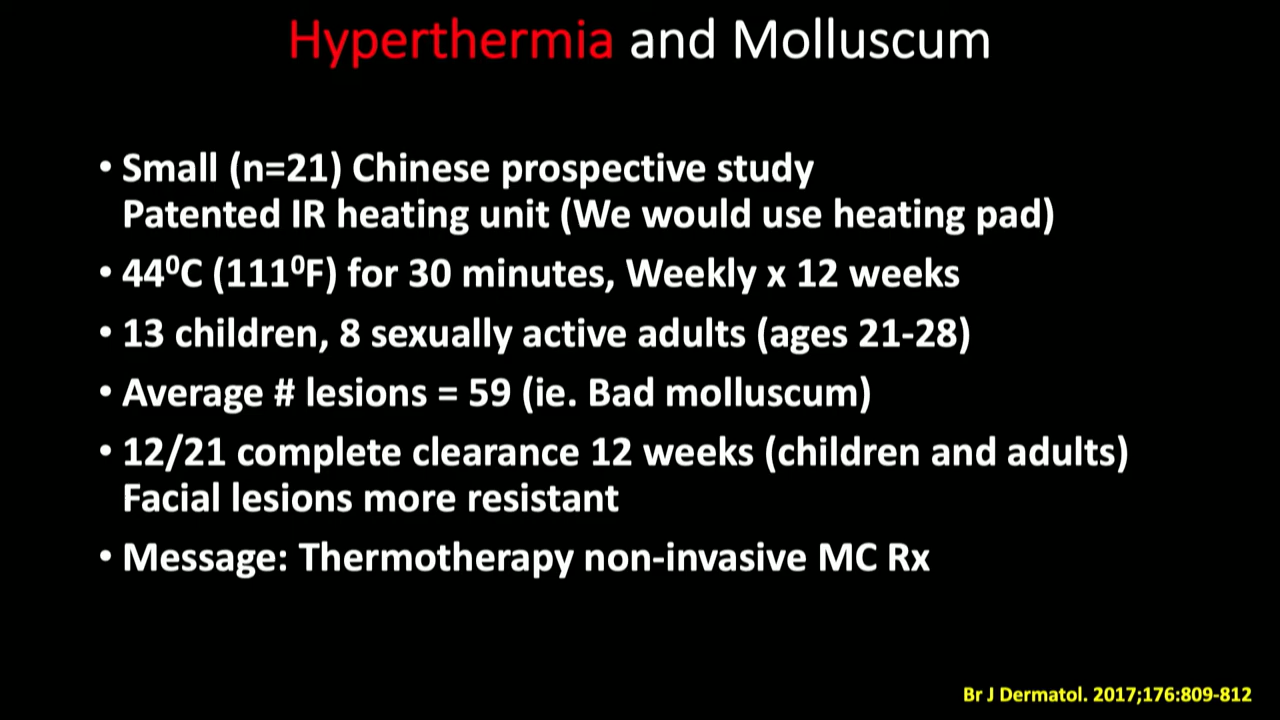 Hyperthermia and Molluscum
• Small (n=21) Chinese prospective study
Patented IR heating unit (We would use heating pad)
• 44⁰C (111⁰F) for 30 minutes, Weekly x 12 weeks
• 13 children, 8 sexually active adults (ages 21-28)
• Average # lesions = 59 (ie. Bad molluscum)
• 12/21 complete clearance 12 weeks (children and adults)
Facial lesions more resistant
• Message: Thermotherapy non-invasive MC Rx
Br J Dermatol. 2017;176:809-812